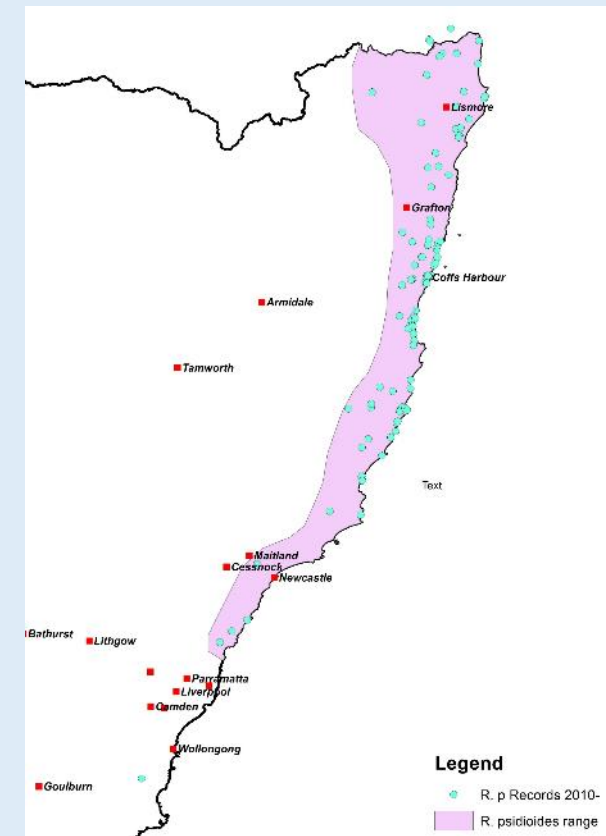 Lismore
Grafton
Coffs Harbour
Armidale
Tamworth
Text
Maitland
Cessnock
Newcastle
Bathurst
Lithgow
Parramatta
Liverpool
Camden
Wollongong
Goulburn
Legend
R. p Records 2010-
R. psidioides range